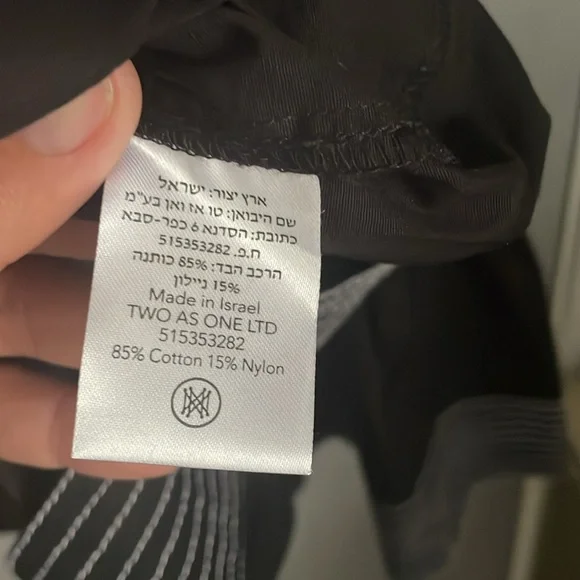 ארץ יצור: ישראל
שם היבואן: טו אז וואן בע"מ
כתובת: הסדנא 6 כפר-סבא
ח.פ. 515353282
הרכב הבד: 85% כותנה
15% ניילון
Made in Israel
TWO AS ONE LTD
515353282
85% Cotton 15% Nylon